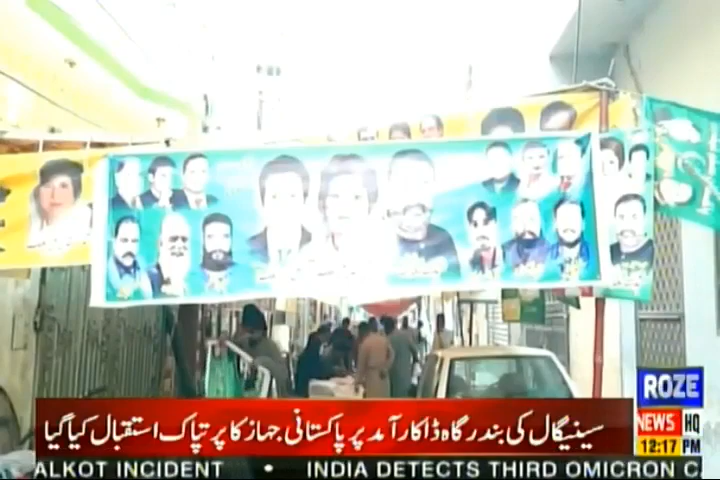 سینیگال کی بندرگاہ ڈاکار آمد پر پاکستانی جہاز کا پرتپاک استقبال کیا گیا
ROZE
NEWS HQ
12:17 PM
ALKOT INCIDENT • INDIA DETECTS THIRD OMICRON C